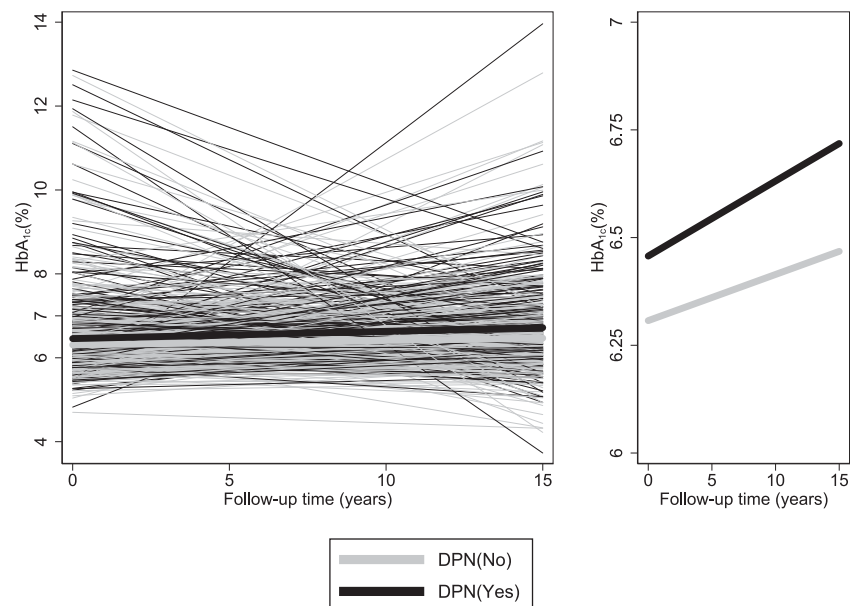 14
12
10
8
7
6
4
HbA1c(%)
0 5 10 15
Follow-up time (years)
7
6.75
6.5
6.25
6
HbA1c(%)
0 5 10 15
Follow-up time (years)
DPN(No)
DPN(Yes)